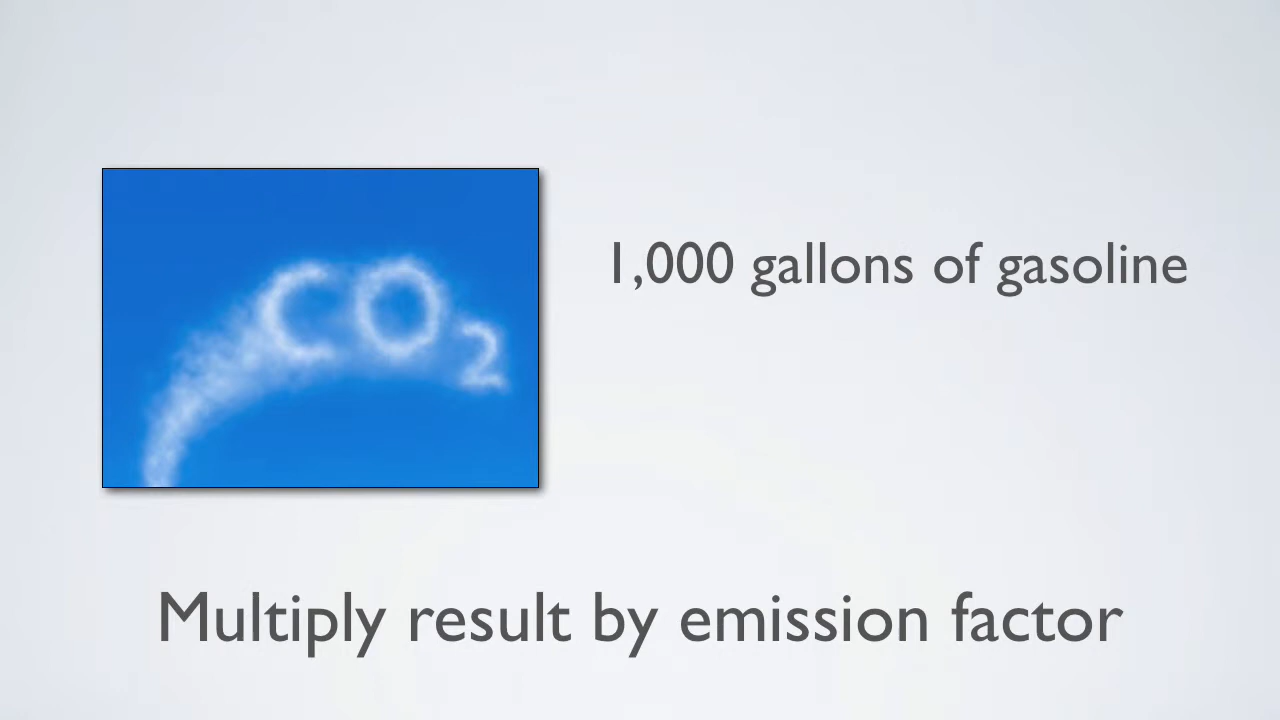 CO₂
1,000 gallons of gasoline
Multiply result by emission factor